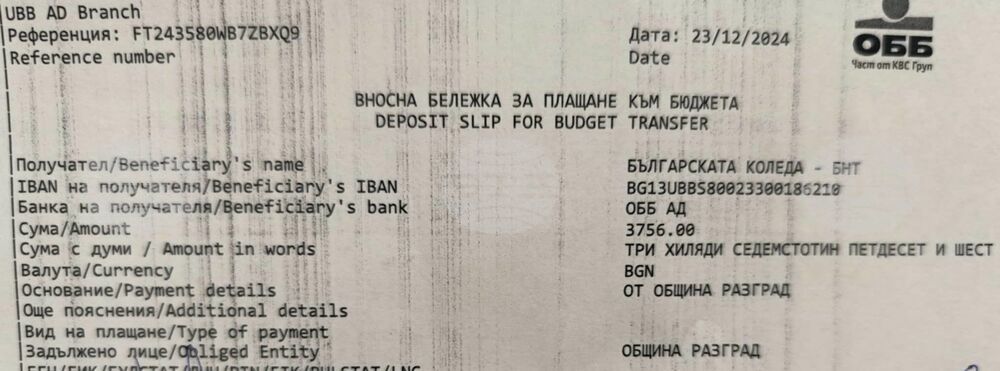 UBB AD Branch
Референция: FT243580WB7ZBXQ9
Reference number
Дата: 23/12/2024
Date
ОББ
Част от KBC Груп
ВНОСНА БЕЛЕЖКА ЗА ПЛАЩАНЕ КЪМ БЮДЖЕТА
DEPOSIT SLIP FOR BUDGET TRANSFER
Получател/Beneficiary's name БЪЛГАРСКАТА КОЛЕДА - БНТ
IBAN на получателя/Beneficiary's IBAN BG13UBBS80023300186210
Банка на получателя/Beneficiary's bank ОББ АД
Сума/Amount 3756.00
Сума с думи / Amount in words ТРИ ХИЛЯДИ СЕДЕМСТОТИН ПЕТДЕСЕТ И ШЕСТ
Валута/Currency BGN
Основание/Payment details ОТ ОБЩИНА РАЗГРАД
Още пояснения/Additional details
Вид на плащане/Type of payment
Задължено лице/Obliged Entity ОБЩИНА РАЗГРАД